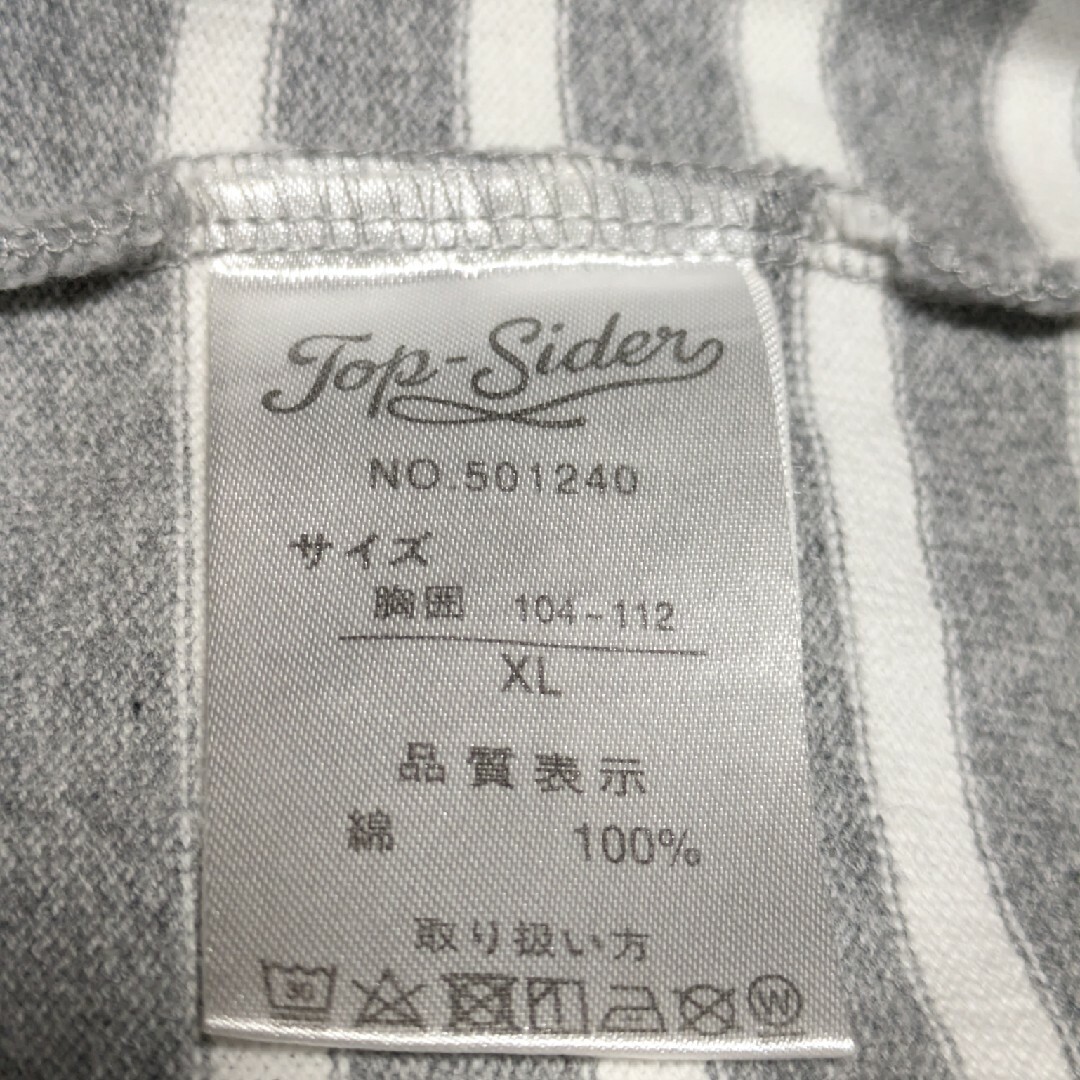 Top-Sider
NO.501240
サイズ
胸囲 104-112
XL
品質表示
綿 100%
取り扱い方
30 W